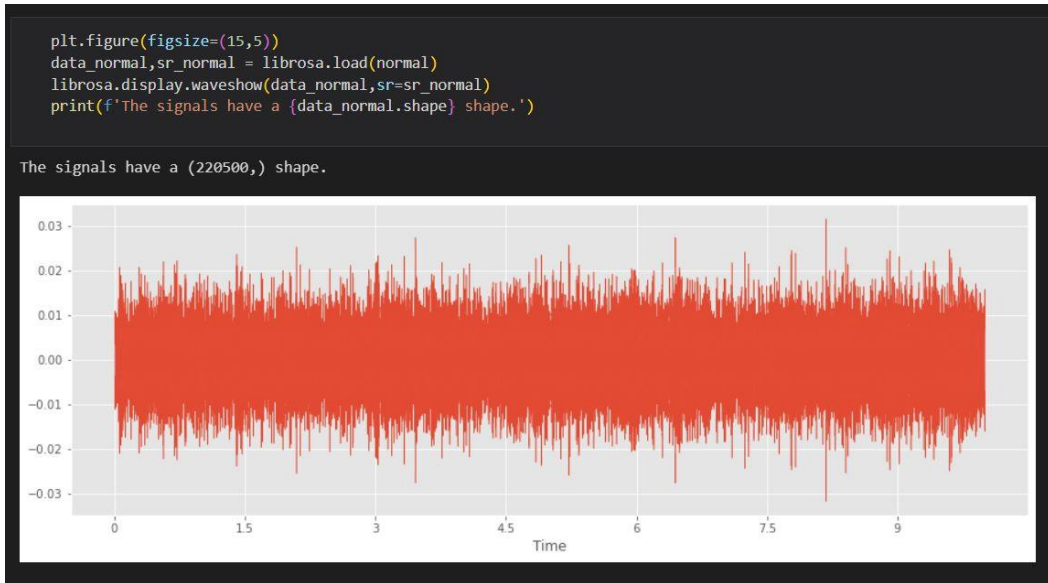 plt.figure(figsize=(15,5))
data_normal,sr_normal = librosa.load(normal)
librosa.display.waveshow(data_normal,sr=sr_normal)
print(f'The signals have a {data_normal.shape} shape.')
The signals have a (220500,) shape.
0.03
0.02
0.01
0.00
−0.01
−0.02
−0.03
0 1.5 3 4.5 6 7.5 9
Time